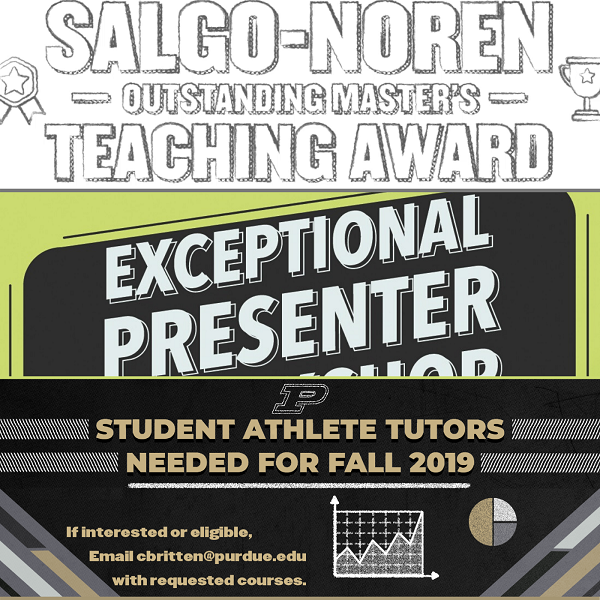 SALGO-NOREN
OUTSTANDING MASTER'S
TEACHING AWARD
EXCEPTIONAL
PRESENTER
P
STUDENT ATHLETE TUTORS
NEEDED FOR FALL 2019
If interested or eligible,
Email cbritten@purdue.edu
with requested courses.